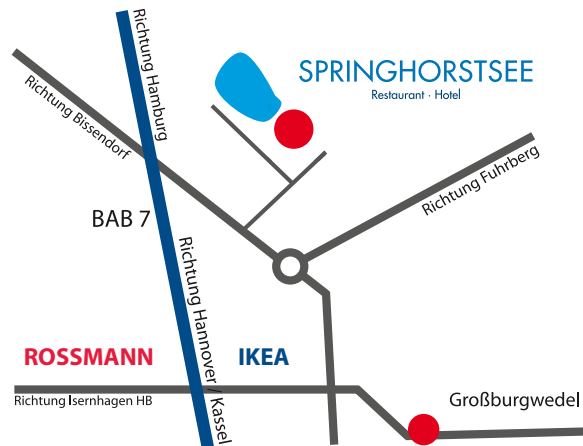 Richtung Hamburg
SPRINGHORSTSEE
Restaurant · Hotel
Richtung Bissendorf
Richtung Fuhrberg
BAB 7
Richtung Hannover / Kassel
ROSSMANN
IKEA
Richtung Isernhagen HB
Großburgwedel